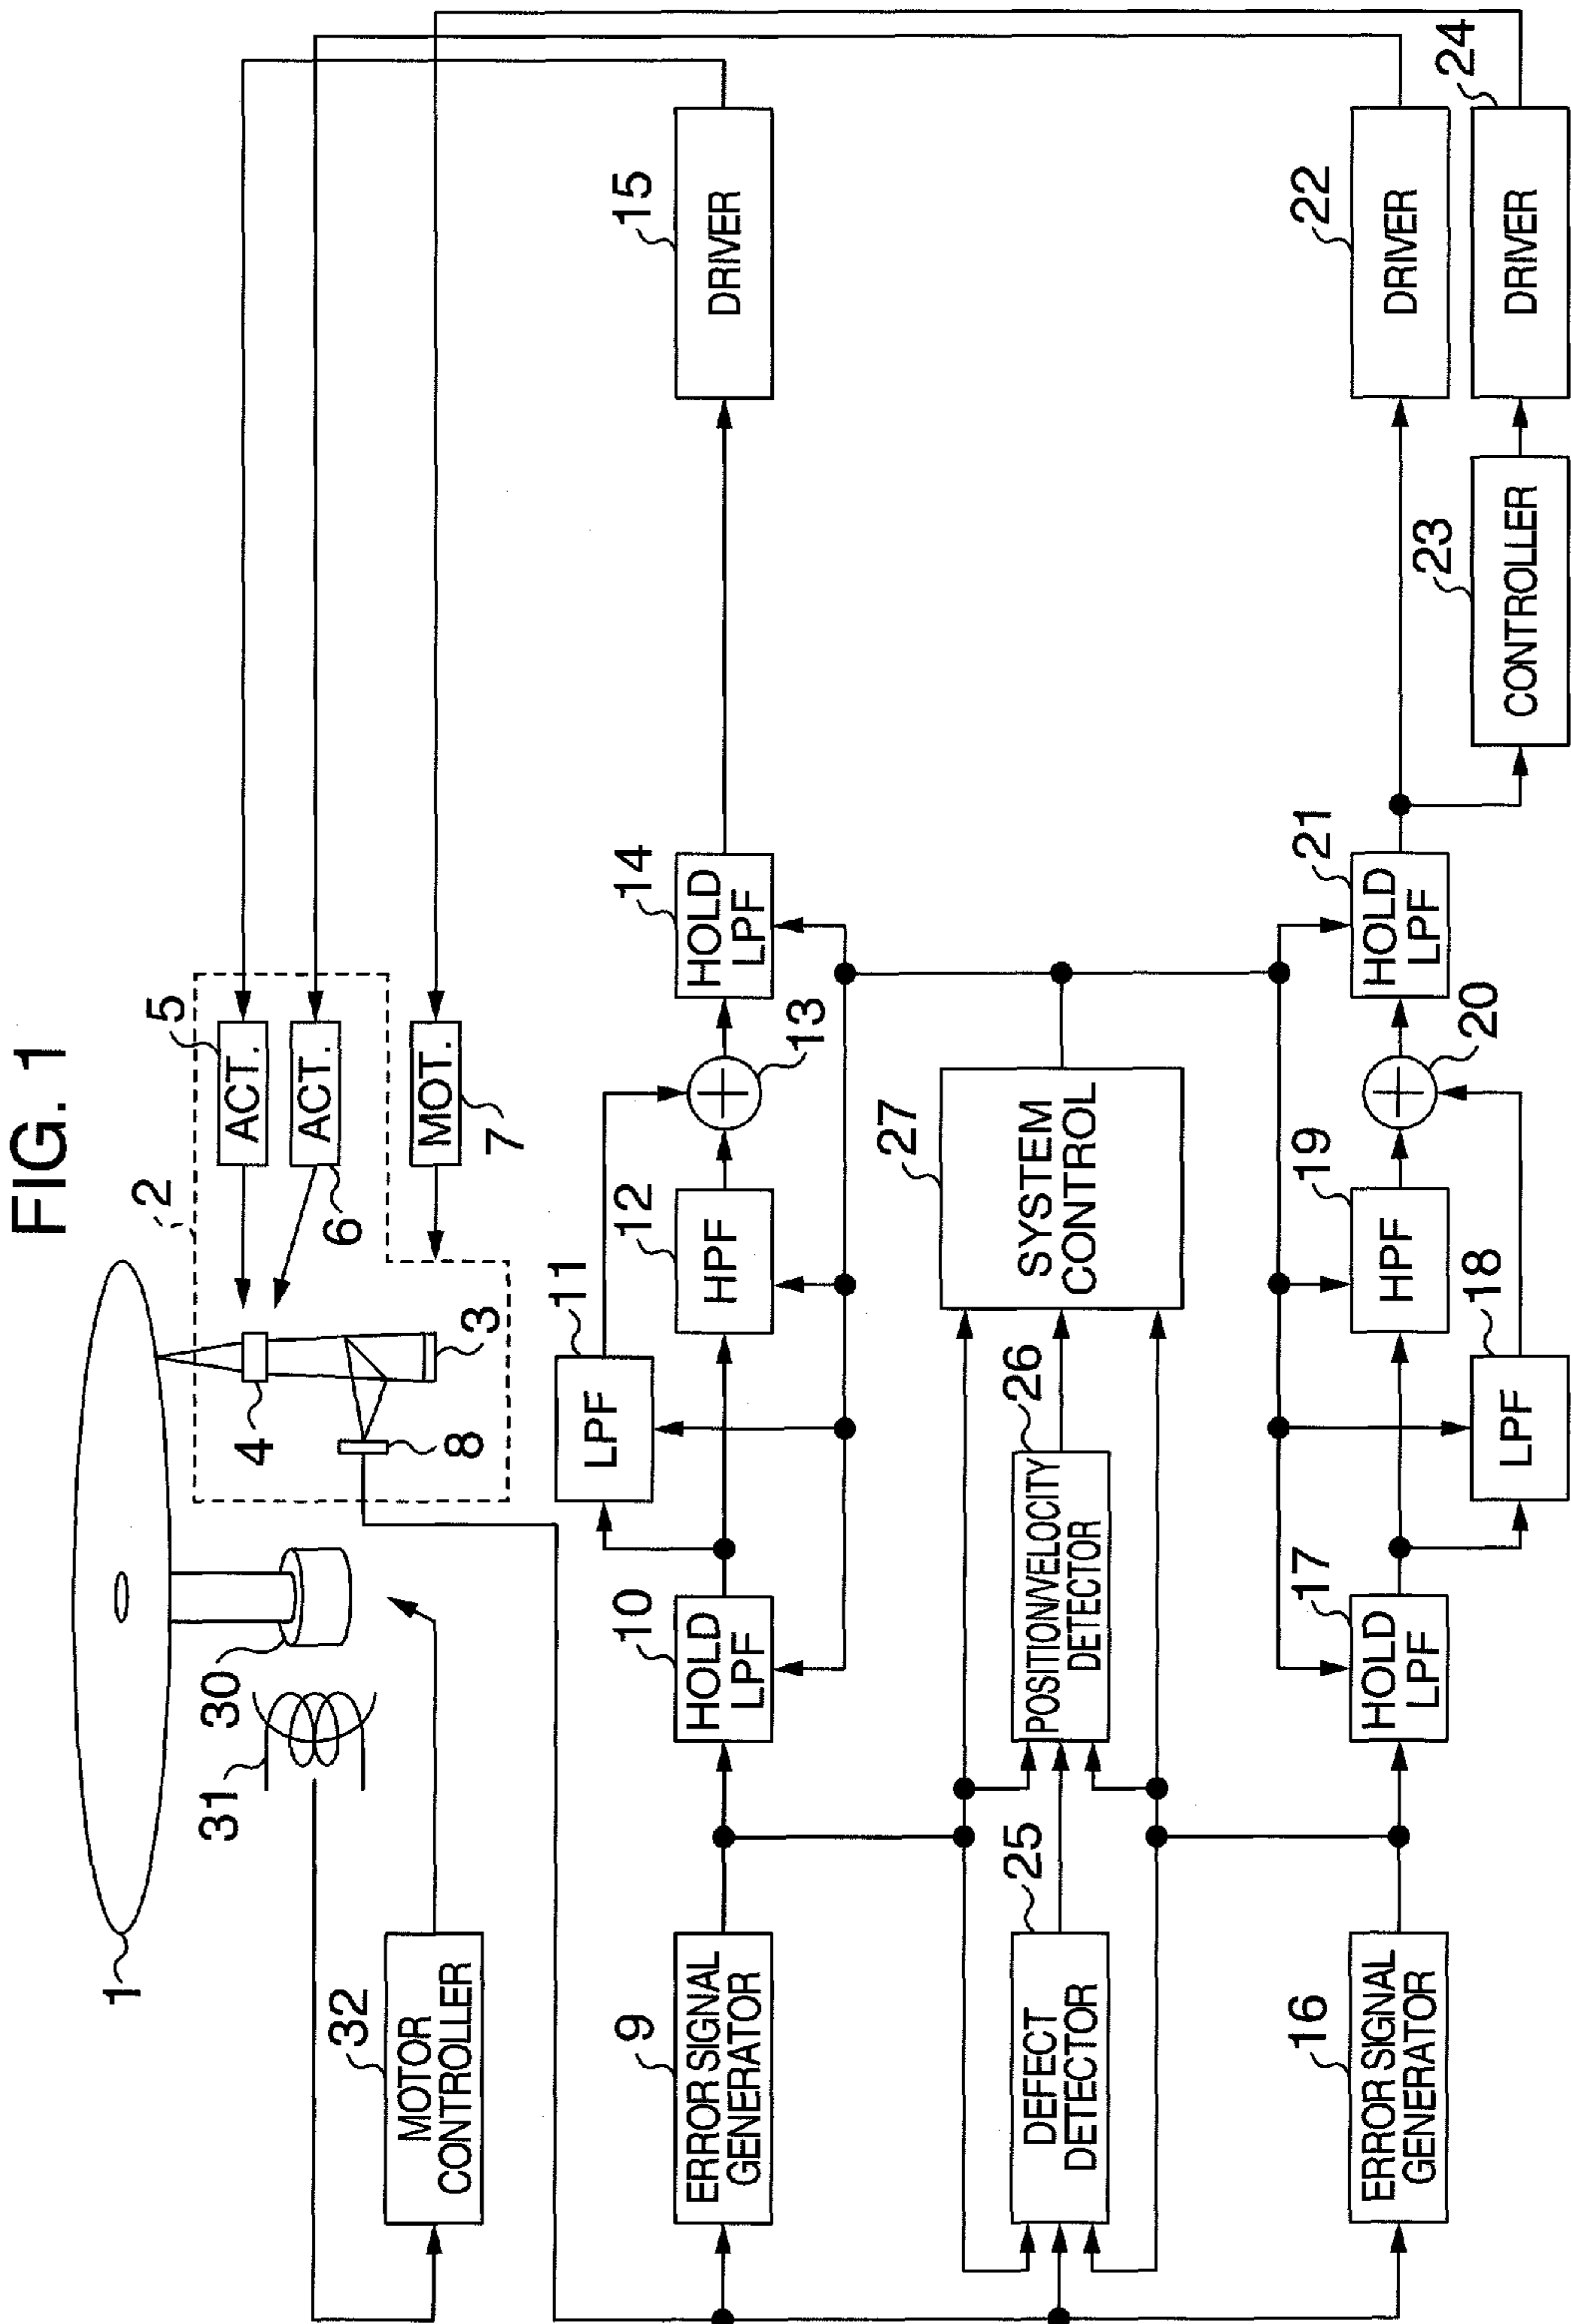 FIG. 1
1
2
3
4
5
ACT.
ACT.
6
MOT.
7
8
30
31
32
MOTOR
CONTROLLER
9
ERROR SIGNAL
GENERATOR
10
HOLD
LPF
11
LPF
12
HPF
13
14
HOLD
LPF
15
DRIVER
25
DEFECT
DETECTOR
26
POSITION/VELOCITY
DETECTOR
27
SYSTEM
CONTROL
16
ERROR SIGNAL
GENERATOR
17
HOLD
LPF
18
LPF
19
HPF
20
21
HOLD
LPF
22
DRIVER
23
CONTROLLER
24
DRIVER